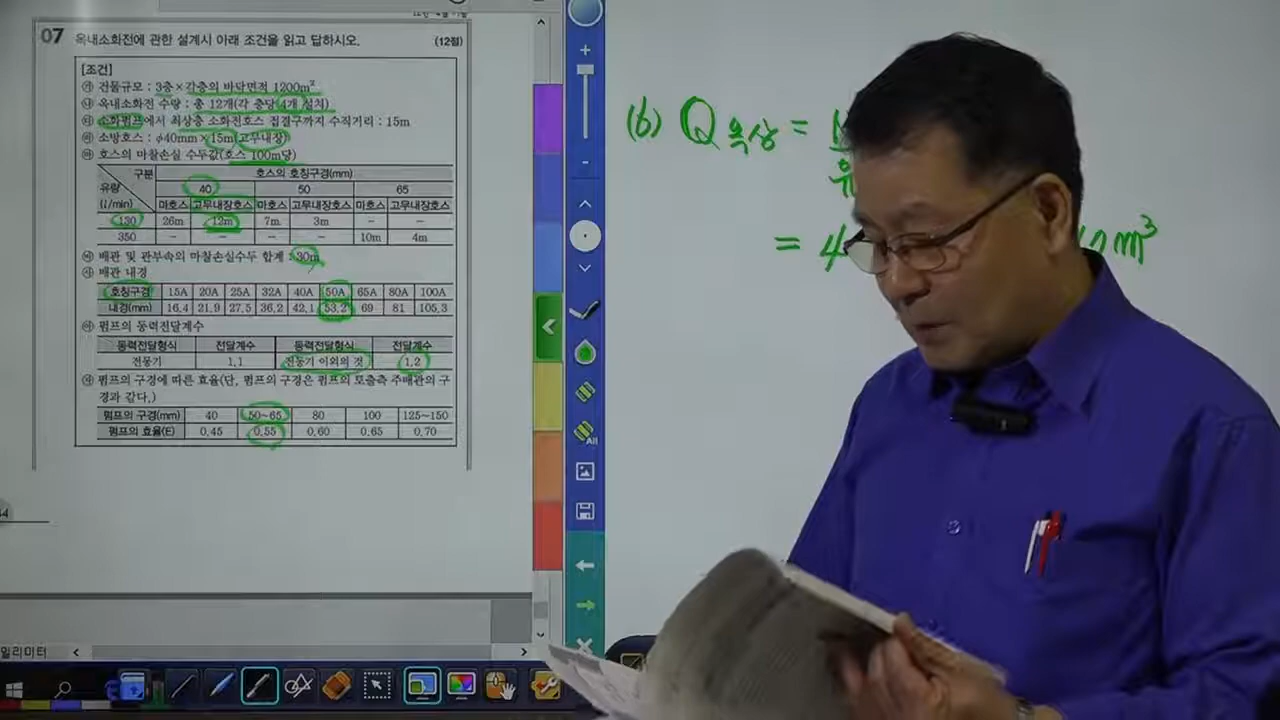 07 옥내소화전에 관한 설계시 아래 조건을 읽고 답하시오. (12점)
[조건]
㉮ 건물규모 : 3층×각층의 바닥면적 1200m²
㉯ 옥내소화전 수량 : 총 12개(각 층당 4개 설치)
㉰ 소화펌프에서 최상층 소화전호스 접결구까지 수직거리 : 15m
㉱ 소방호스 : ϕ40mm×15m(고무내장)
㉲ 호스의 마찰손실 수두값(호스 100m당)
구분 호스의 호칭구경(mm)
유량 40 50 65
(l/min) 마호스 고무내장호스 마호스 고무내장호스 마호스 고무내장호스
130 26m 12m 7m 3m - -
350 - - - - 10m 4m
㉳ 배관 및 관부속의 마찰손실수두 합계 : 30m
㉴ 배관 내경
호칭구경 15A 20A 25A 32A 40A 50A 65A 80A 100A
내경(mm) 16.4 21.9 27.5 36.2 42.1 53.2 69 81 105.3
㉵ 펌프의 동력전달계수
동력전달형식 전달계수 동력전달형식 전달계수
전동기 1.1 전동기 이외의 것 1.2
㉶ 펌프의 구경에 따른 효율(단, 펌프의 구경은 펌프의 토출측 주배관의 구
경과 같다.)
펌프의 구경(mm) 40 50~65 80 100 125~150
펌프의 효율(E) 0.45 0.55 0.60 0.65 0.70
(b) Q옥상 =
= 4 m³
밀리미터
All